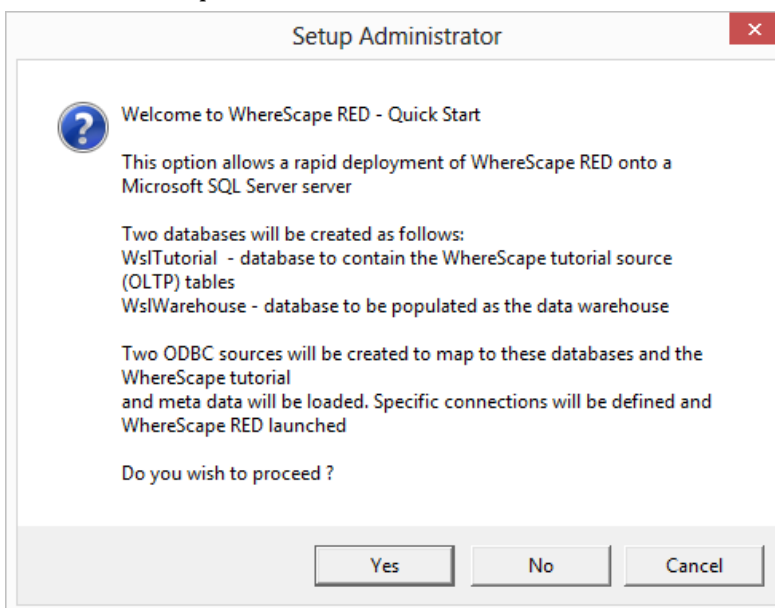 Setup Administrator
Welcome to WhereScape RED - Quick Start
This option allows a rapid deployment of WhereScape RED onto a
Microsoft SQL Server server
Two databases will be created as follows:
WslTutorial  - database to contain the WhereScape tutorial source
(OLTP) tables
WslWarehouse - database to be populated as the data warehouse
Two ODBC sources will be created to map to these databases and the
WhereScape tutorial
and meta data will be loaded. Specific connections will be defined and
WhereScape RED launched
Do you wish to proceed ?
Yes No Cancel